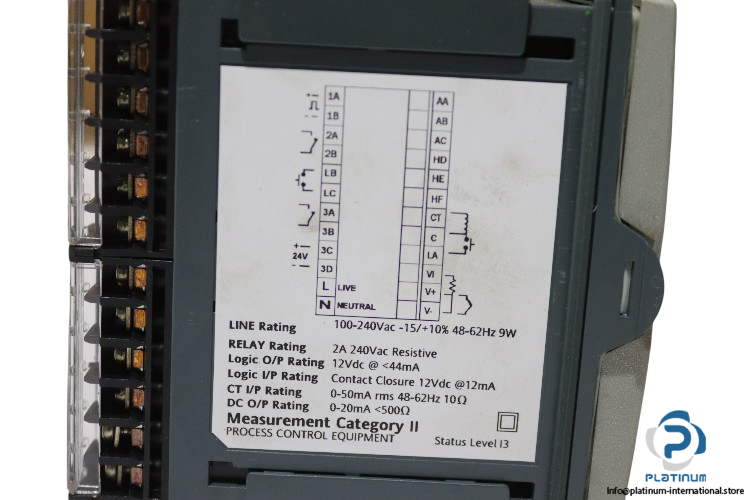 1A AA
1B AB
2A AC
2B HD
LB HE
LC HF
3A CT
3B C
3C LA
24V
3D VI
L LIVE V+
N NEUTRAL V-
LINE Rating 100-240Vac -15/+10% 48-62Hz 9W
RELAY Rating 2A 240Vac Resistive
Logic O/P Rating 12Vdc @ <44mA
Logic I/P Rating Contact Closure 12Vdc @12mA
CT I/P Rating 0-50mA rms 48-62Hz 10Ω
DC O/P Rating 0-20mA <500Ω
Measurement Category II
PROCESS CONTROL EQUIPMENT Status Level I3
PLATINUM
info@platinum-international.store